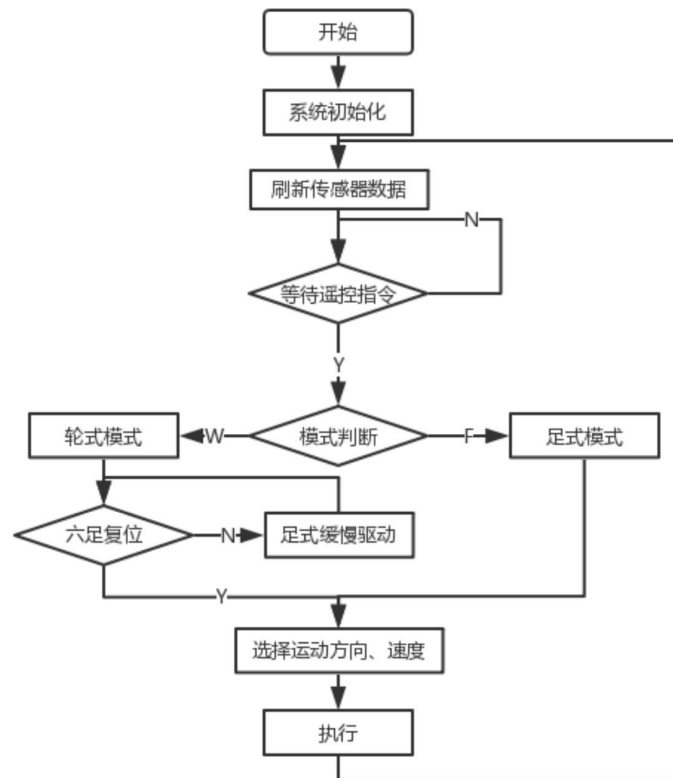 开始
系统初始化
刷新传感器数据
N
等待遥控指令
Y
轮式模式
W
模式判断
F
足式模式
六足复位
N
足式缓慢驱动
Y
选择运动方向、速度
执行